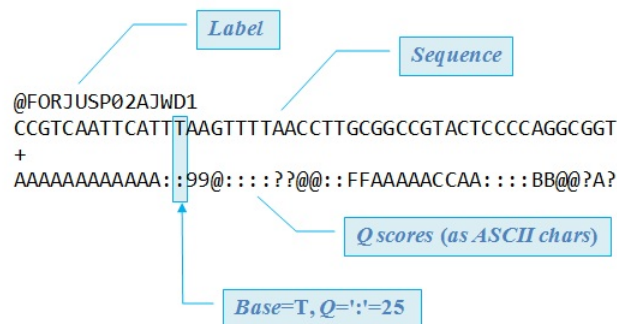 Label
Sequence
@FORJUSP02AJWD1
CCGTCAATTCATTTAAGTTTTAACCTTGCGGCCGTACTCCCCAGGCGGT
+
AAAAAAAAAAAA::99@::::??@@::FFAAAAACCAA::::BB@@?A?
Q scores (as ASCII chars)
Base=T, Q=':'=25